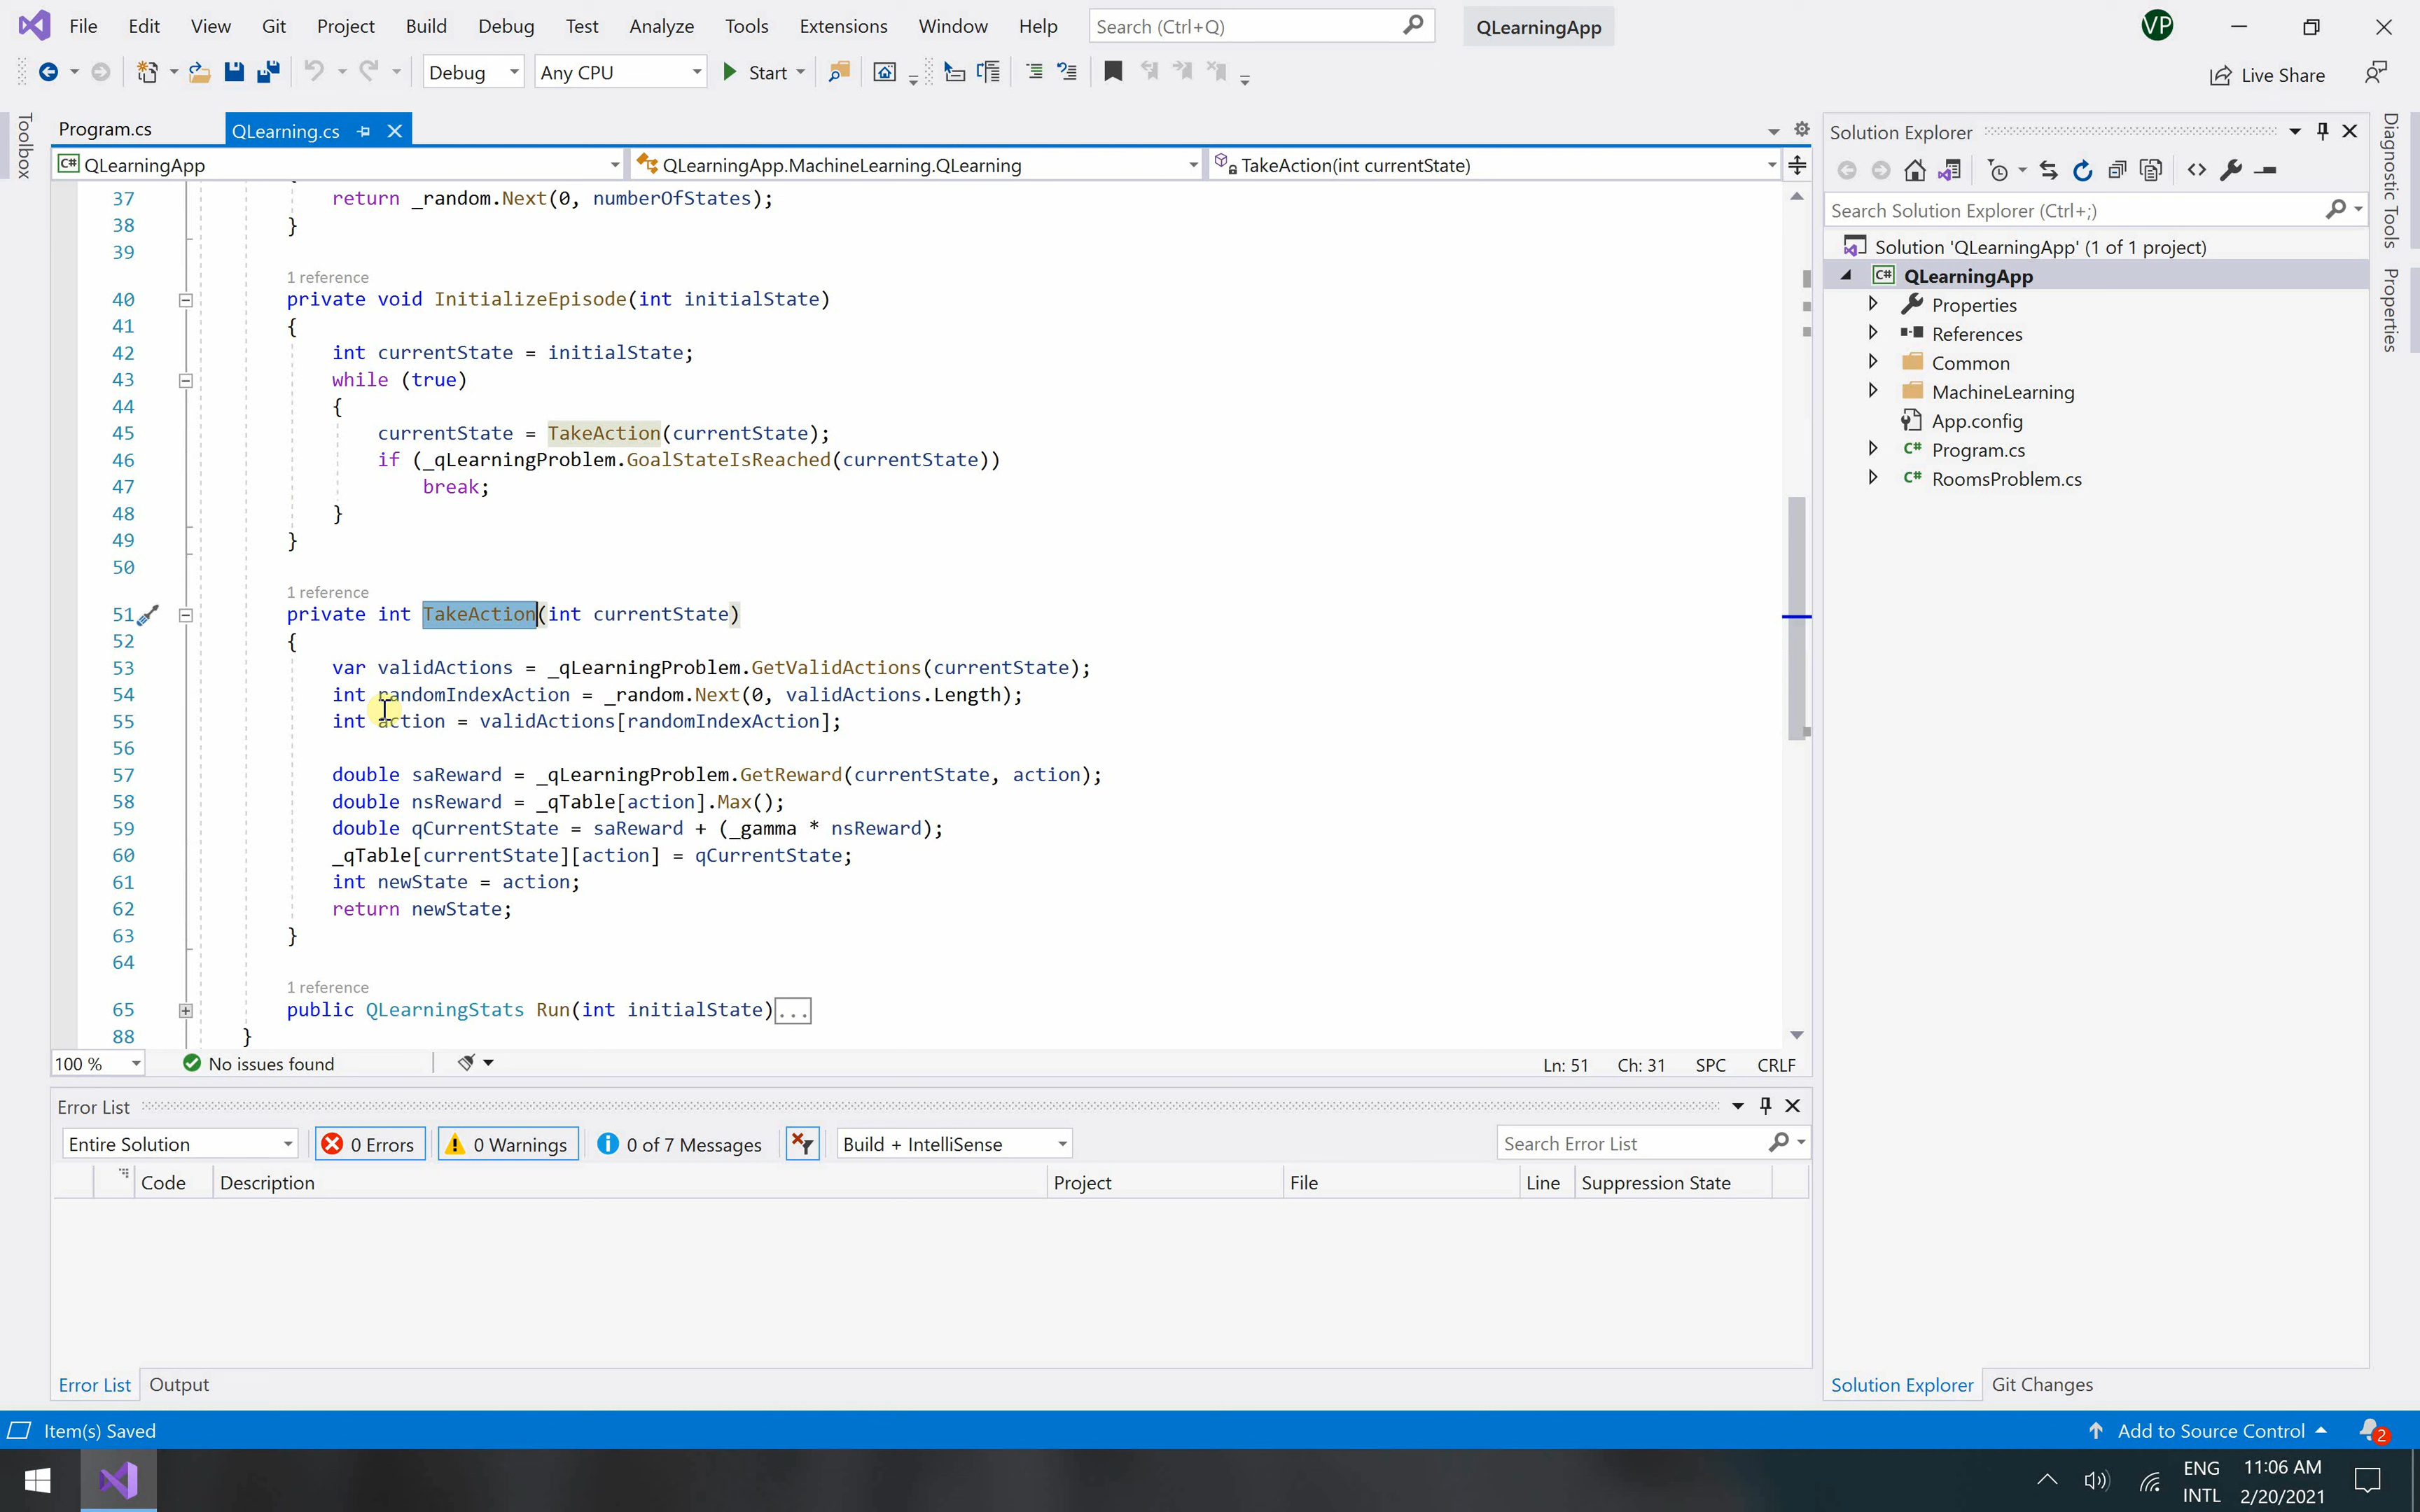 File Edit View Git Project Build Debug Test Analyze Tools Extensions Window Help Search (Ctrl+Q) QLearningApp VP
Debug Any CPU Start Live Share
Toolbox
Program.cs QLearning.cs
QLearningApp QLearningApp.MachineLearning.QLearning TakeAction(int currentState)
37 return _random.Next(0, numberOfStates);
38 }
39
1 reference
40 private void InitializeEpisode(int initialState)
41 {
42 int currentState = initialState;
43 while (true)
44 {
45 currentState = TakeAction(currentState);
46 if (_qLearningProblem.GoalStateIsReached(currentState))
47 break;
48 }
49 }
50
1 reference
51 private int TakeAction(int currentState)
52 {
53 var validActions = _qLearningProblem.GetValidActions(currentState);
54 int randomIndexAction = _random.Next(0, validActions.Length);
55 int action = validActions[randomIndexAction];
56
57 double saReward = _qLearningProblem.GetReward(currentState, action);
58 double nsReward = _qTable[action].Max();
59 double qCurrentState = saReward + (_gamma * nsReward);
60 _qTable[currentState][action] = qCurrentState;
61 int newState = action;
62 return newState;
63 }
64
1 reference
65 public QLearningStats Run(int initialState)...
88 }
100 % No issues found Ln: 51 Ch: 31 SPC CRLF
Error List
Entire Solution 0 Errors 0 Warnings 0 of 7 Messages Build + IntelliSense Search Error List
Code Description Project File Line Suppression State
Error List Output
Solution Explorer
Search Solution Explorer (Ctrl+;)
Solution 'QLearningApp' (1 of 1 project)
C# QLearningApp
Properties
References
Common
MachineLearning
App.config
C# Program.cs
C# RoomsProblem.cs
Solution Explorer Git Changes
Diagnostic Tools
Properties
Item(s) Saved Add to Source Control 2
ENG 11:06 AM
INTL 2/20/2021